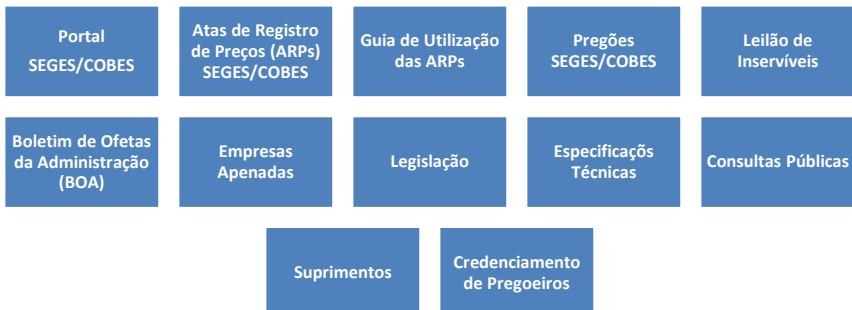 Portal
SEGES/COBES
Atas de Registro
de Preços (ARPs)
SEGES/COBES
Guia de Utilização
das ARPs
Pregões
SEGES/COBES
Leilão de
Inservíveis
Boletim de Ofetas
da Administração
(BOA)
Empresas
Apenadas
Legislação
Especificaçõs
Técnicas
Consultas Públicas
Suprimentos
Credenciamento
de Pregoeiros